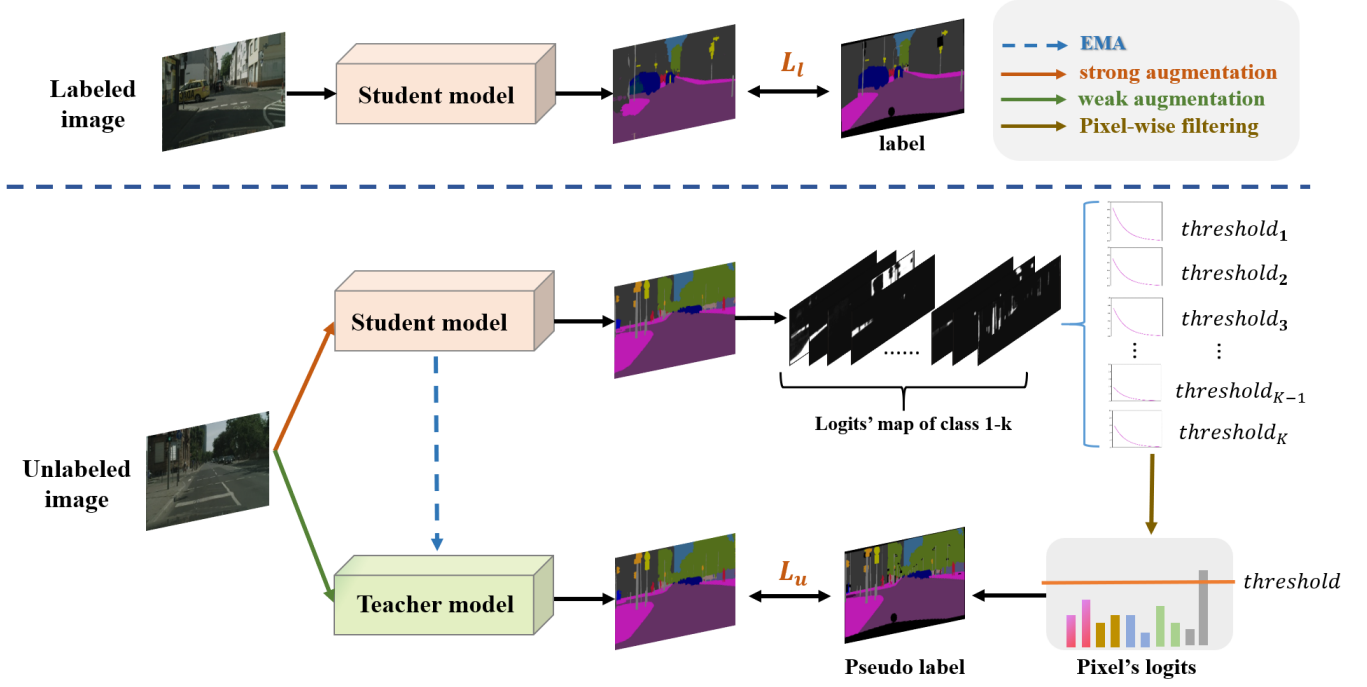 Labeled
image
Student model
L_l
label
EMA
strong augmentation
weak augmentation
Pixel-wise filtering
Unlabeled
image
Student model
Teacher model
......
Logits' map of class 1-k
threshold_1
threshold_2
threshold_3
⋮ ⋮
threshold_{K-1}
threshold_K
L_u
Pseudo label
threshold
Pixel's logits